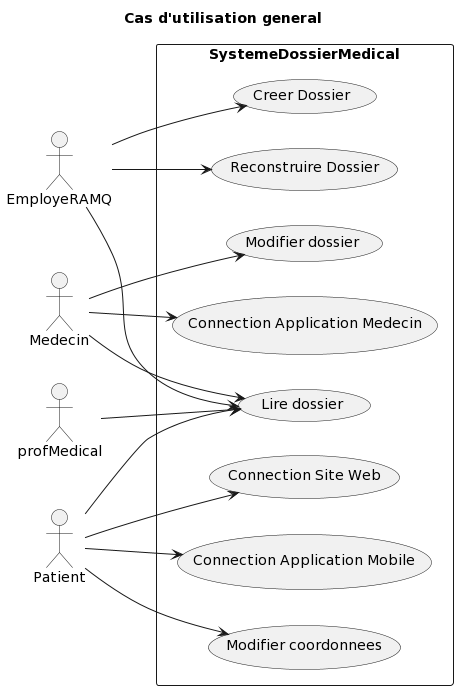 Cas d'utilisation general
SystemeDossierMedical
Creer Dossier
Reconstruire Dossier
EmployeRAMQ
Modifier dossier
Connection Application Medecin
Medecin
Lire dossier
profMedical
Connection Site Web
Connection Application Mobile
Patient
Modifier coordonnees